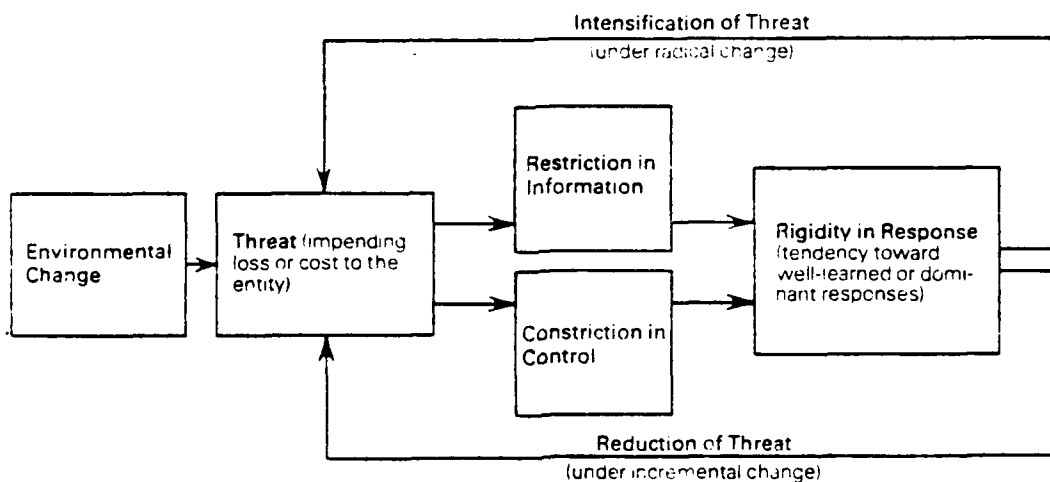 Intensification of Threat
(under radical change)
Restriction in
Information
Environmental
Change
Threat (impending
loss or cost to the
entity)
Rigidity in Response
(tendency toward
well-learned or domi-
nant responses)
Constriction in
Control
Reduction of Threat
(under incremental change)